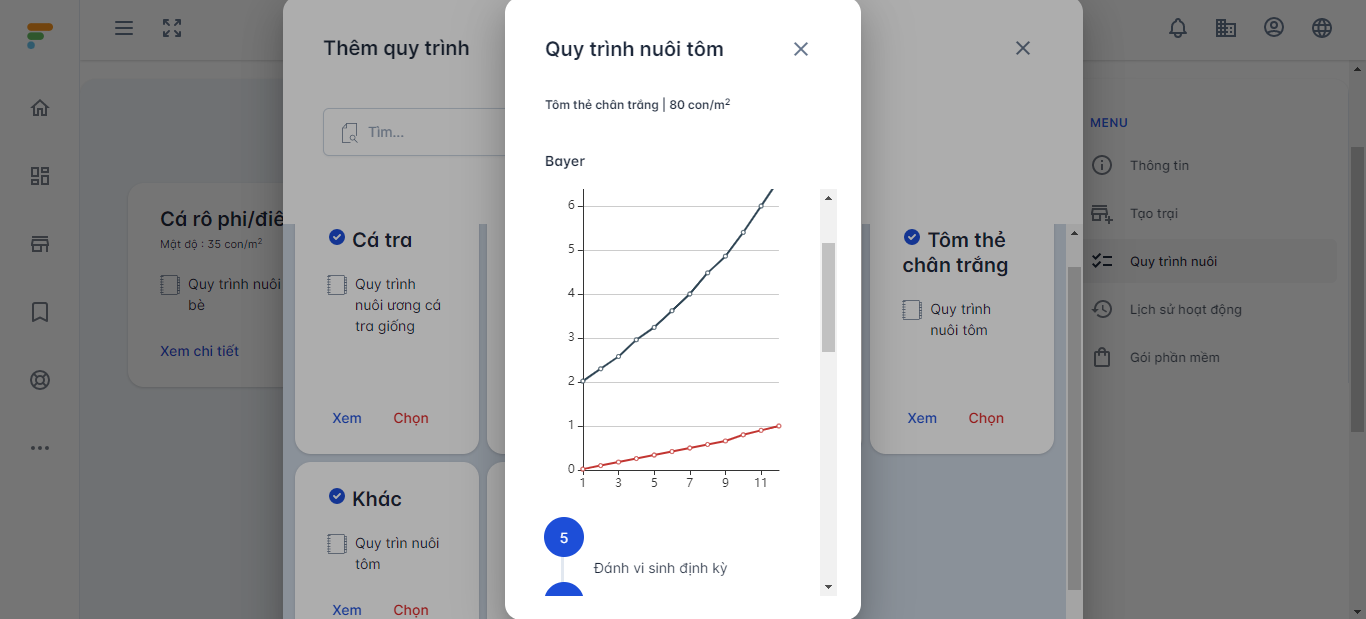 Thêm quy trình
Tìm...
Quy trình nuôi tôm
Tôm thẻ chân trắng | 80 con/m²
Bayer
6
5
4
3
2
1
0
1 3 5 7 9 11
5
Đánh vi sinh định kỳ
Cá rô phi/điê
Mật độ : 35 con/m²
Quy trình nuôi
bè
Xem chi tiết
Cá tra
Quy trình
nuôi ương cá
tra giống
Xem Chọn
Tôm thẻ
chân trắng
Quy trình
nuôi tôm
Xem Chọn
Khác
Quy trìn nuôi
tôm
Xem Chọn
MENU
Thông tin
Tạo trại
Quy trình nuôi
Lịch sử hoạt động
Gói phần mềm